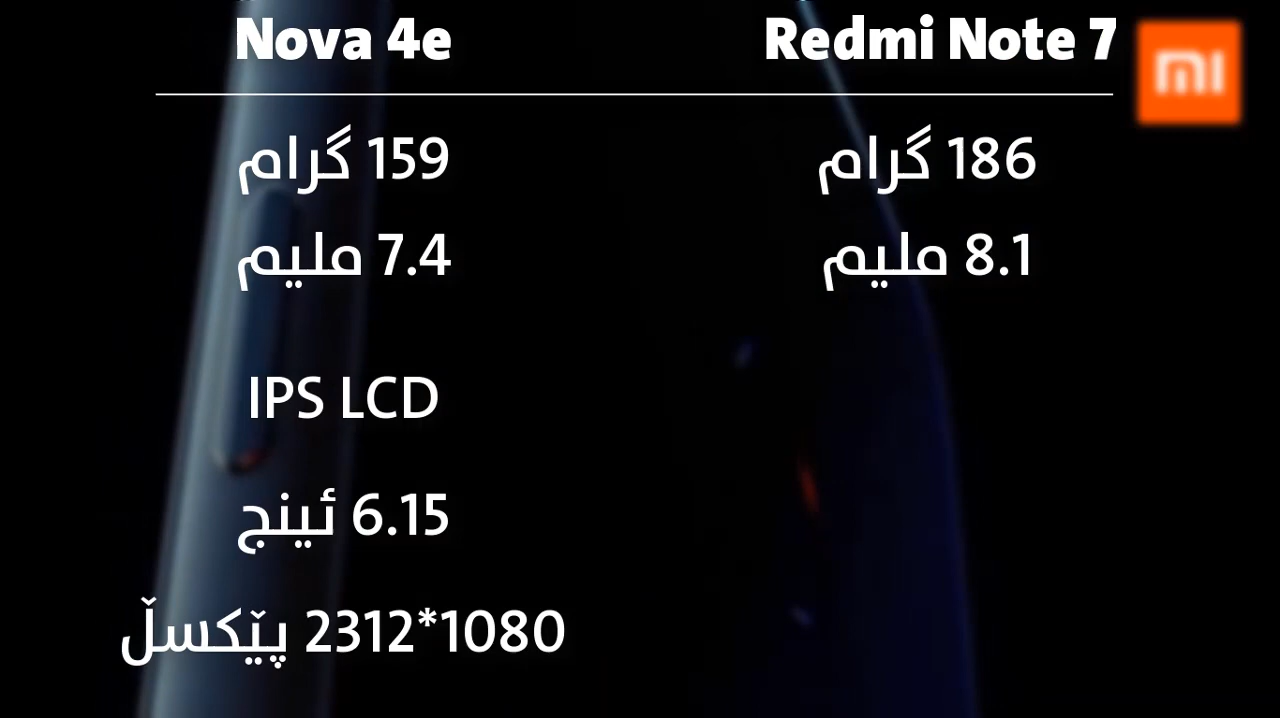 Nova 4e
Redmi Note 7
159 گرام
186 گرام
7.4 ملیم
8.1 ملیم
IPS LCD
6.15 ئینج
2312*1080 پێکسڵ